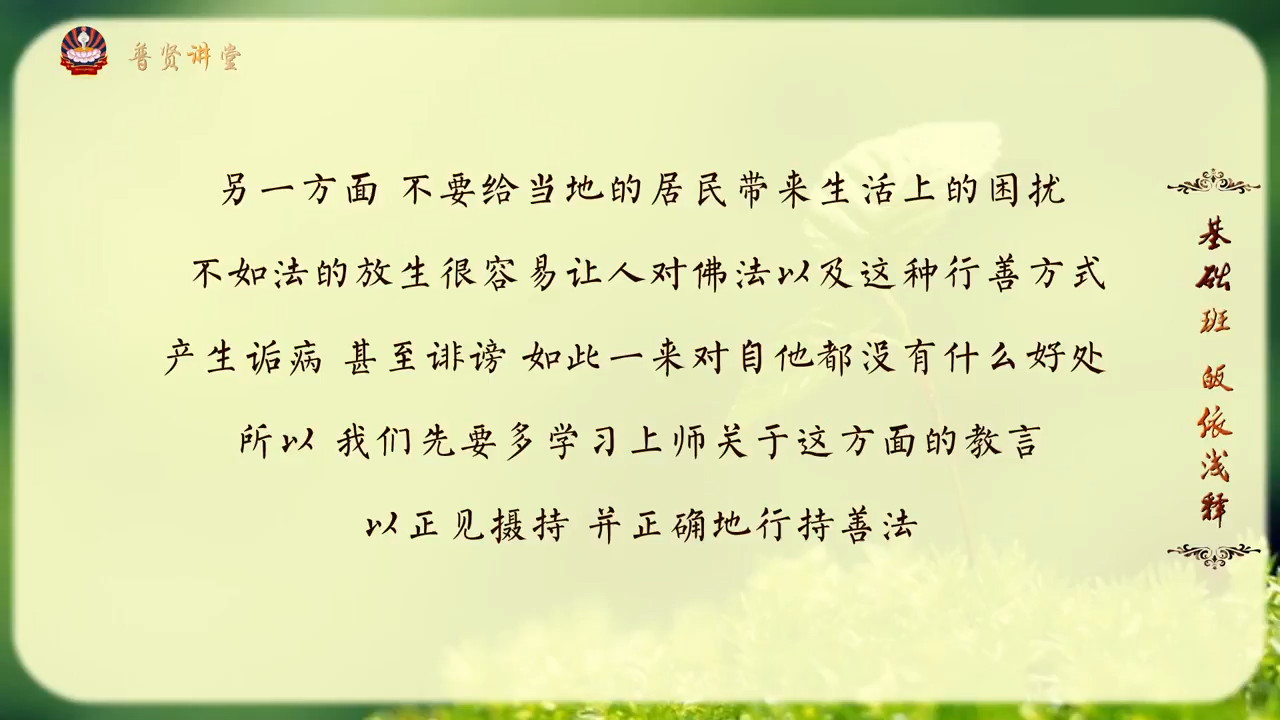 普贤讲堂
另一方面 不要给当地的居民带来生活上的困扰
不如法的放生很容易让人对佛法以及这种行善方式
产生诟病 甚至诽谤 如此一来对自他都没有什么好处
所以 我们先要多学习上师关于这方面的教言
以正见摄持 并正确地行持善法
基础班 皈依浅释